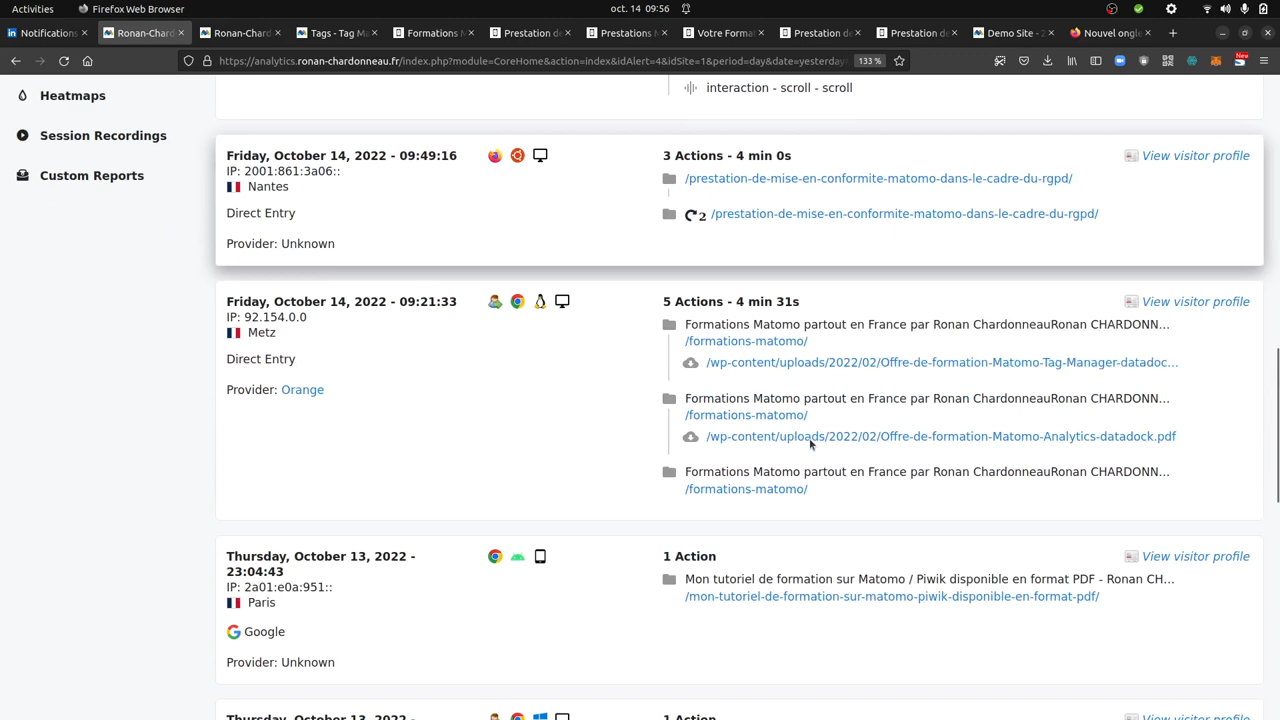 Activities
Firefox Web Browser
oct. 14 09:56
Notifications
Ronan-Chard
Ronan-Chard
Tags - Tag Ma
Formations M
Prestation de
Prestations M
Votre Format
Prestation de
Prestation de
Demo Site - 2
Nouvel ongle
https://analytics.ronan-chardonneau.fr/index.php?module=CoreHome&action=index&idAlert=4&idSite=1&period=day&date=yesterday
133 %
New
Heatmaps
Session Recordings
Custom Reports
interaction - scroll - scroll
Friday, October 14, 2022 - 09:49:16
IP: 2001:861:3a06::
Nantes
Direct Entry
Provider: Unknown
3 Actions - 4 min 0s
View visitor profile
/prestation-de-mise-en-conformite-matomo-dans-le-cadre-du-rgpd/
2 /prestation-de-mise-en-conformite-matomo-dans-le-cadre-du-rgpd/
Friday, October 14, 2022 - 09:21:33
IP: 92.154.0.0
Metz
Direct Entry
Provider: Orange
5 Actions - 4 min 31s
View visitor profile
Formations Matomo partout en France par Ronan ChardonneauRonan CHARDONN...
/formations-matomo/
/wp-content/uploads/2022/02/Offre-de-formation-Matomo-Tag-Manager-datadoc...
Formations Matomo partout en France par Ronan ChardonneauRonan CHARDONN...
/formations-matomo/
/wp-content/uploads/2022/02/Offre-de-formation-Matomo-Analytics-datadock.pdf
Formations Matomo partout en France par Ronan ChardonneauRonan CHARDONN...
/formations-matomo/
Thursday, October 13, 2022 -
23:04:43
IP: 2a01:e0a:951::
Paris
Google
Provider: Unknown
1 Action
View visitor profile
Mon tutoriel de formation sur Matomo / Piwik disponible en format PDF - Ronan CH...
/mon-tutoriel-de-formation-sur-matomo-piwik-disponible-en-format-pdf/
Thursday, October 13, 2022 -
1 Action
View visitor profile